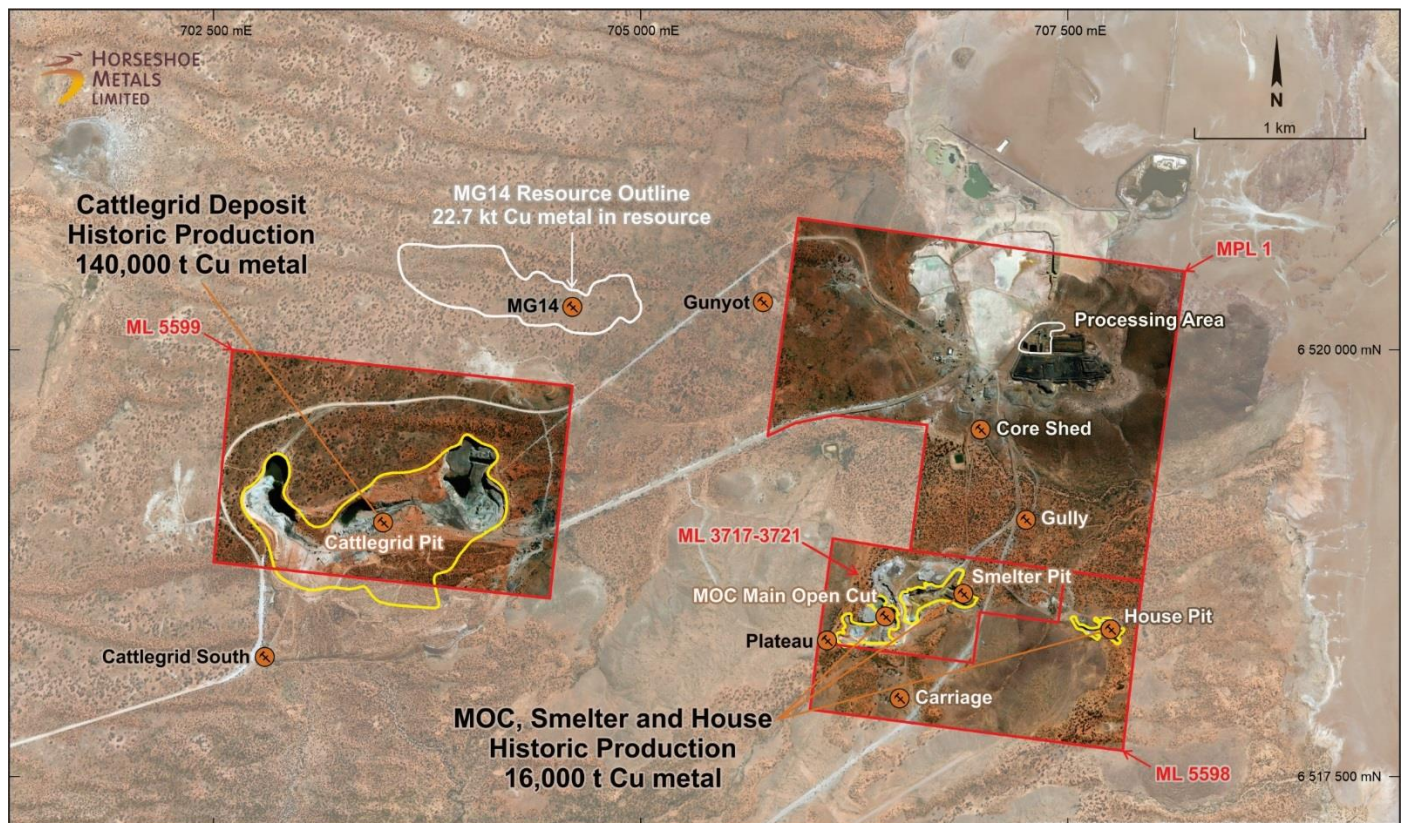 702 500 mE
705 000 mE
707 500 mE
HORSESHOE
METALS
LIMITED
N
1 km
MG14 Resource Outline
22.7 kt Cu metal in resource
Cattlegrid Deposit
Historic Production
140,000 t Cu metal
MPL 1
MG14
Gunyot
ML 5599
Processing Area
6 520 000 mN
Core Shed
Gully
Cattlegrid Pit
ML 3717-3721
Smelter Pit
MOC Main Open Cut
House Pit
Plateau
Cattlegrid South
Carriage
MOC, Smelter and House
Historic Production
16,000 t Cu metal
ML 5598
6 517 500 mN